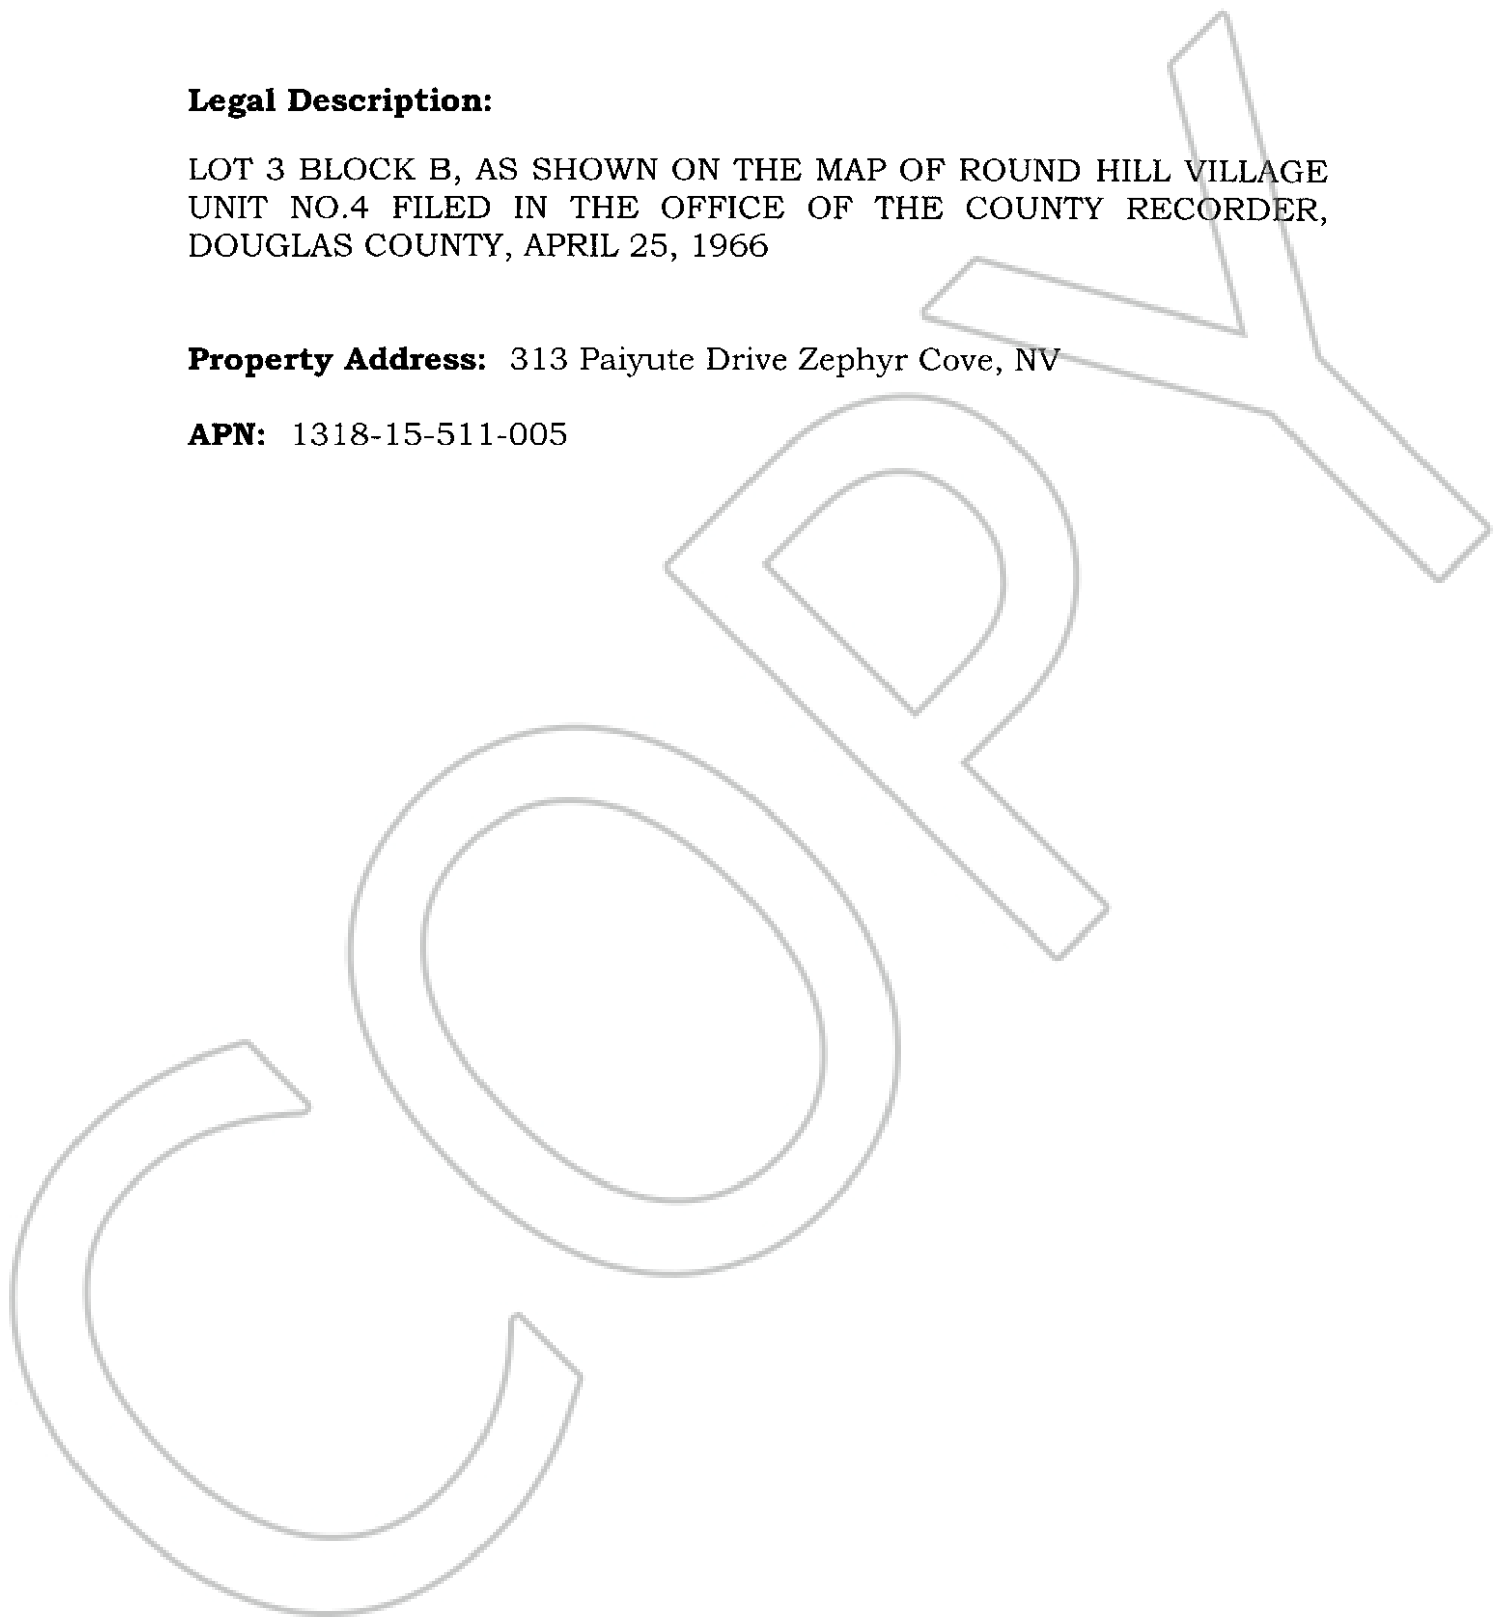 Legal Description:
LOT 3 BLOCK B, AS SHOWN ON THE MAP OF ROUND HILL VILLAGE
UNIT NO.4 FILED IN THE OFFICE OF THE COUNTY RECORDER,
DOUGLAS COUNTY, APRIL 25, 1966
Property Address: 313 Paiyute Drive Zephyr Cove, NV
APN: 1318-15-511-005
COPY